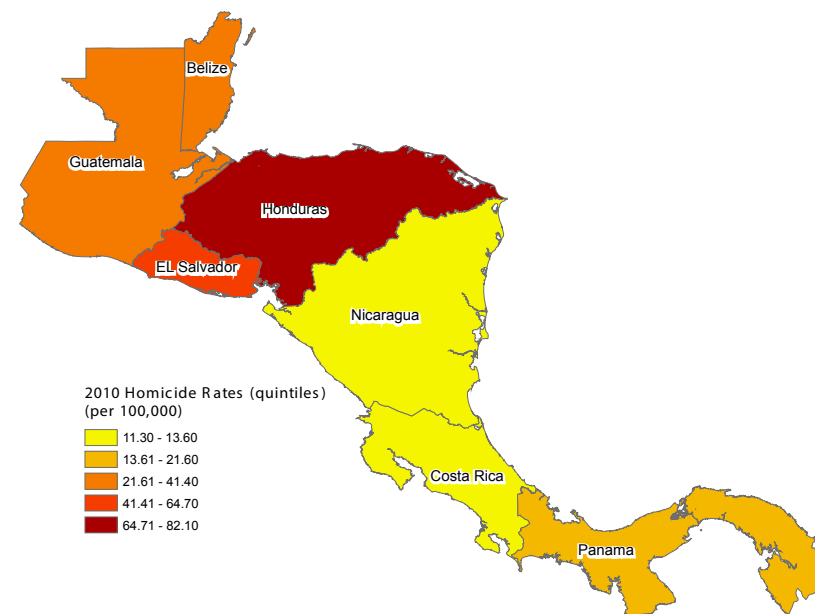 Belize
Guatemala
Honduras
EL Salvador
Nicaragua
2010 Homicide Rates (quintiles)
(per 100,000)
11.30 - 13.60
13.61 - 21.60
21.61 - 41.40
41.41 - 64.70
64.71 - 82.10
Costa Rica
Panama